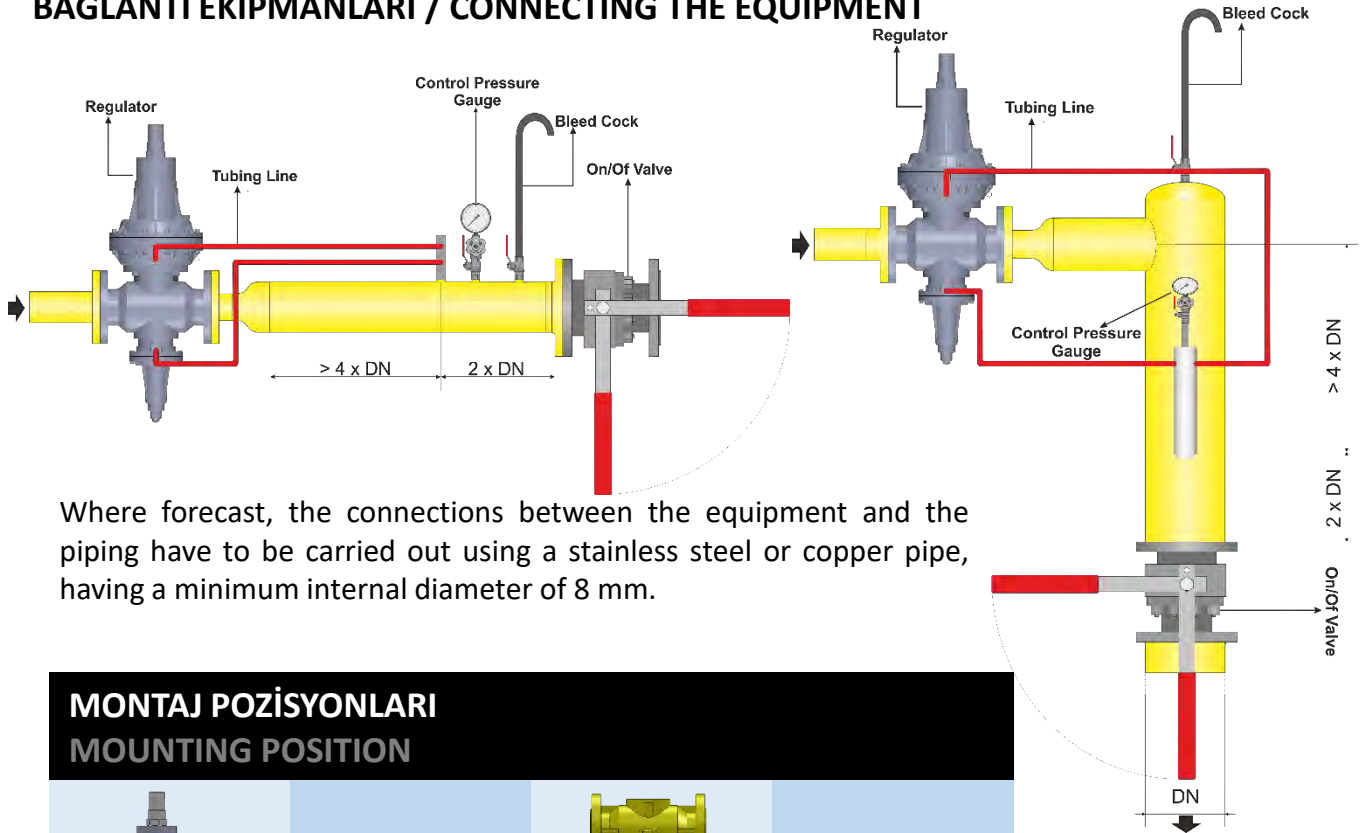 BAĞLANTI EKİPMANLARI / CONNECTING THE EQUIPMENT
Regulator
Tubing Line
Control Pressure
Gauge
Bleed Cock
On/Of Valve
> 4 x DN
2 x DN
Regulator
Tubing Line
Bleed Cock
Control Pressure
Gauge
> 4 x DN
2 x DN
On/Of Valve
DN
Where forecast, the connections between the equipment and the
piping have to be carried out using a stainless steel or copper pipe,
having a minimum internal diameter of 8 mm.
MONTAJ POZİSYONLARI
MOUNTING POSITION